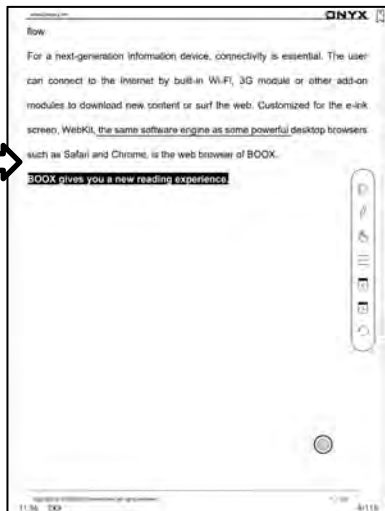 ONYX
flow
For a next-generation information device, connectivity is essential. The user
can connect to the Internet by built-in Wi-Fi, 3G module or other add-on
modules to download new content or surf the web. Customized for the e-ink
screen, WebKit, the same software engine as some powerful desktop browsers
such as Safari and Chrome, is the web browser of BOOX.
BOOX gives you a new reading experience.
11:56